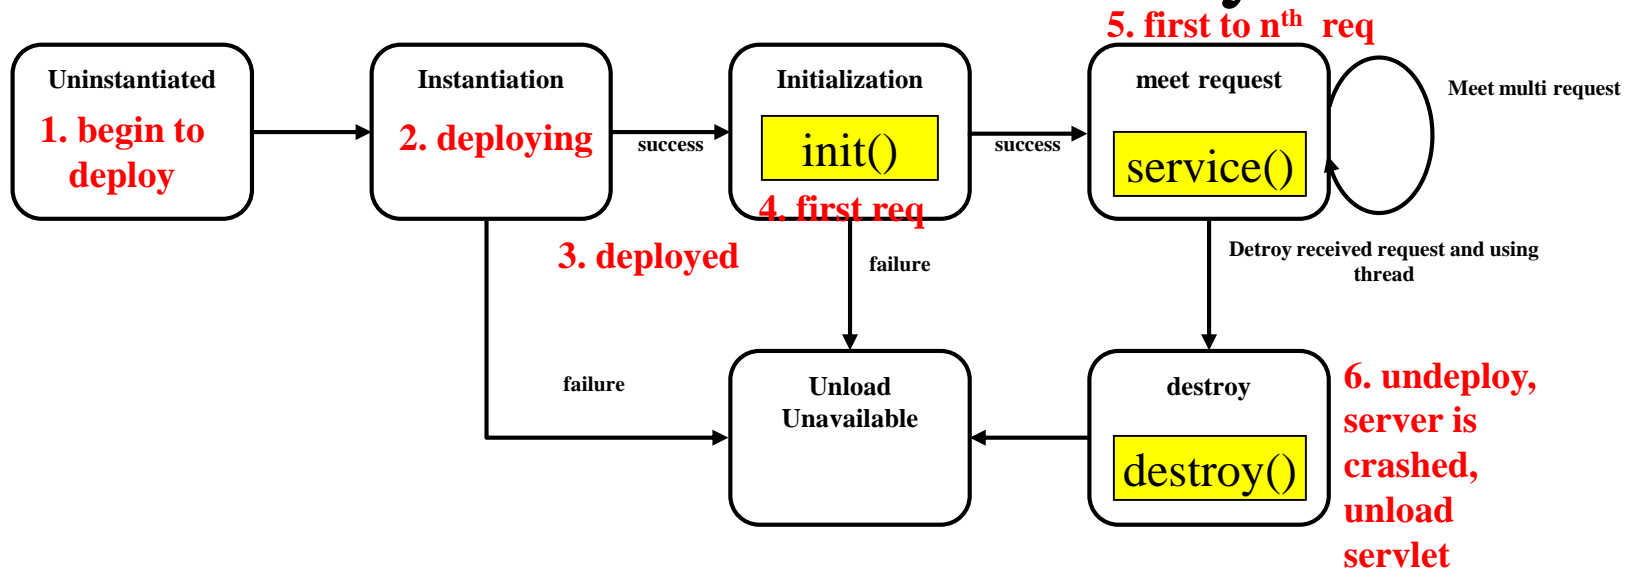 5. first to nth req
Uninstantiated
1. begin to
deploy
Instantiation
2. deploying
success
Initialization
init()
4. first req
success
meet request
service()
Meet multi request
3. deployed
failure
Detroy received request and using
thread
failure
Unload
Unavailable
destroy
destroy()
6. undeploy,
server is
crashed,
unload
servlet